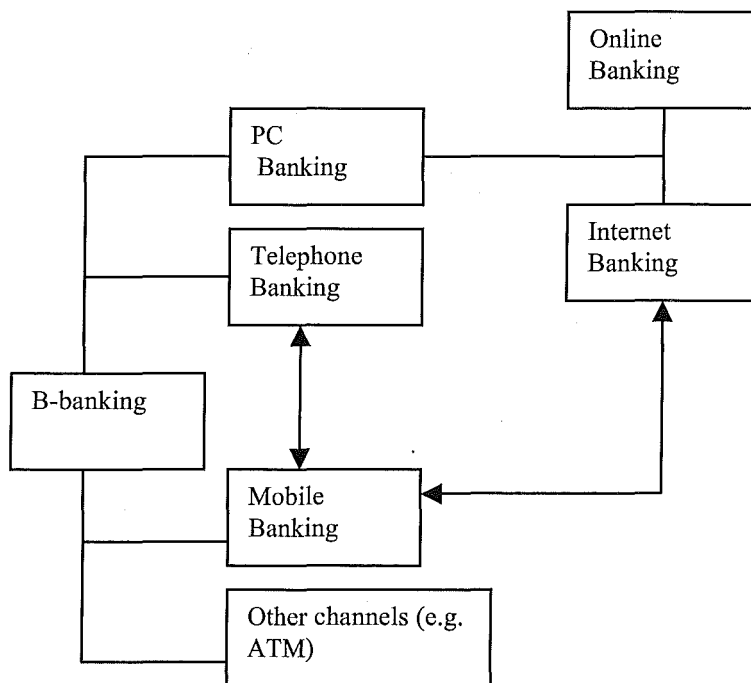 Online
Banking
PC
Banking
Telephone
Banking
Internet
Banking
B-banking
Mobile
Banking
Other channels (e.g.
ATM)